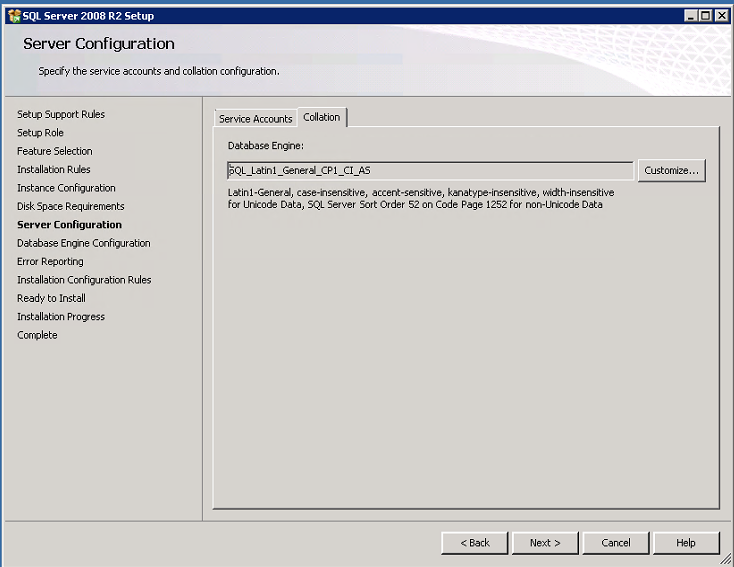 SQL Server 2008 R2 Setup
Server Configuration
Specify the service accounts and collation configuration.
Setup Support Rules
Setup Role
Feature Selection
Installation Rules
Instance Configuration
Disk Space Requirements
Server Configuration
Database Engine Configuration
Error Reporting
Installation Configuration Rules
Ready to Install
Installation Progress
Complete
Service Accounts
Collation
Database Engine:
SQL_Latin1_General_CP1_CI_AS
Customize...
Latin1-General, case-insensitive, accent-sensitive, kanatype-insensitive, width-insensitive
for Unicode Data, SQL Server Sort Order 52 on Code Page 1252 for non-Unicode Data
< Back
Next >
Cancel
Help